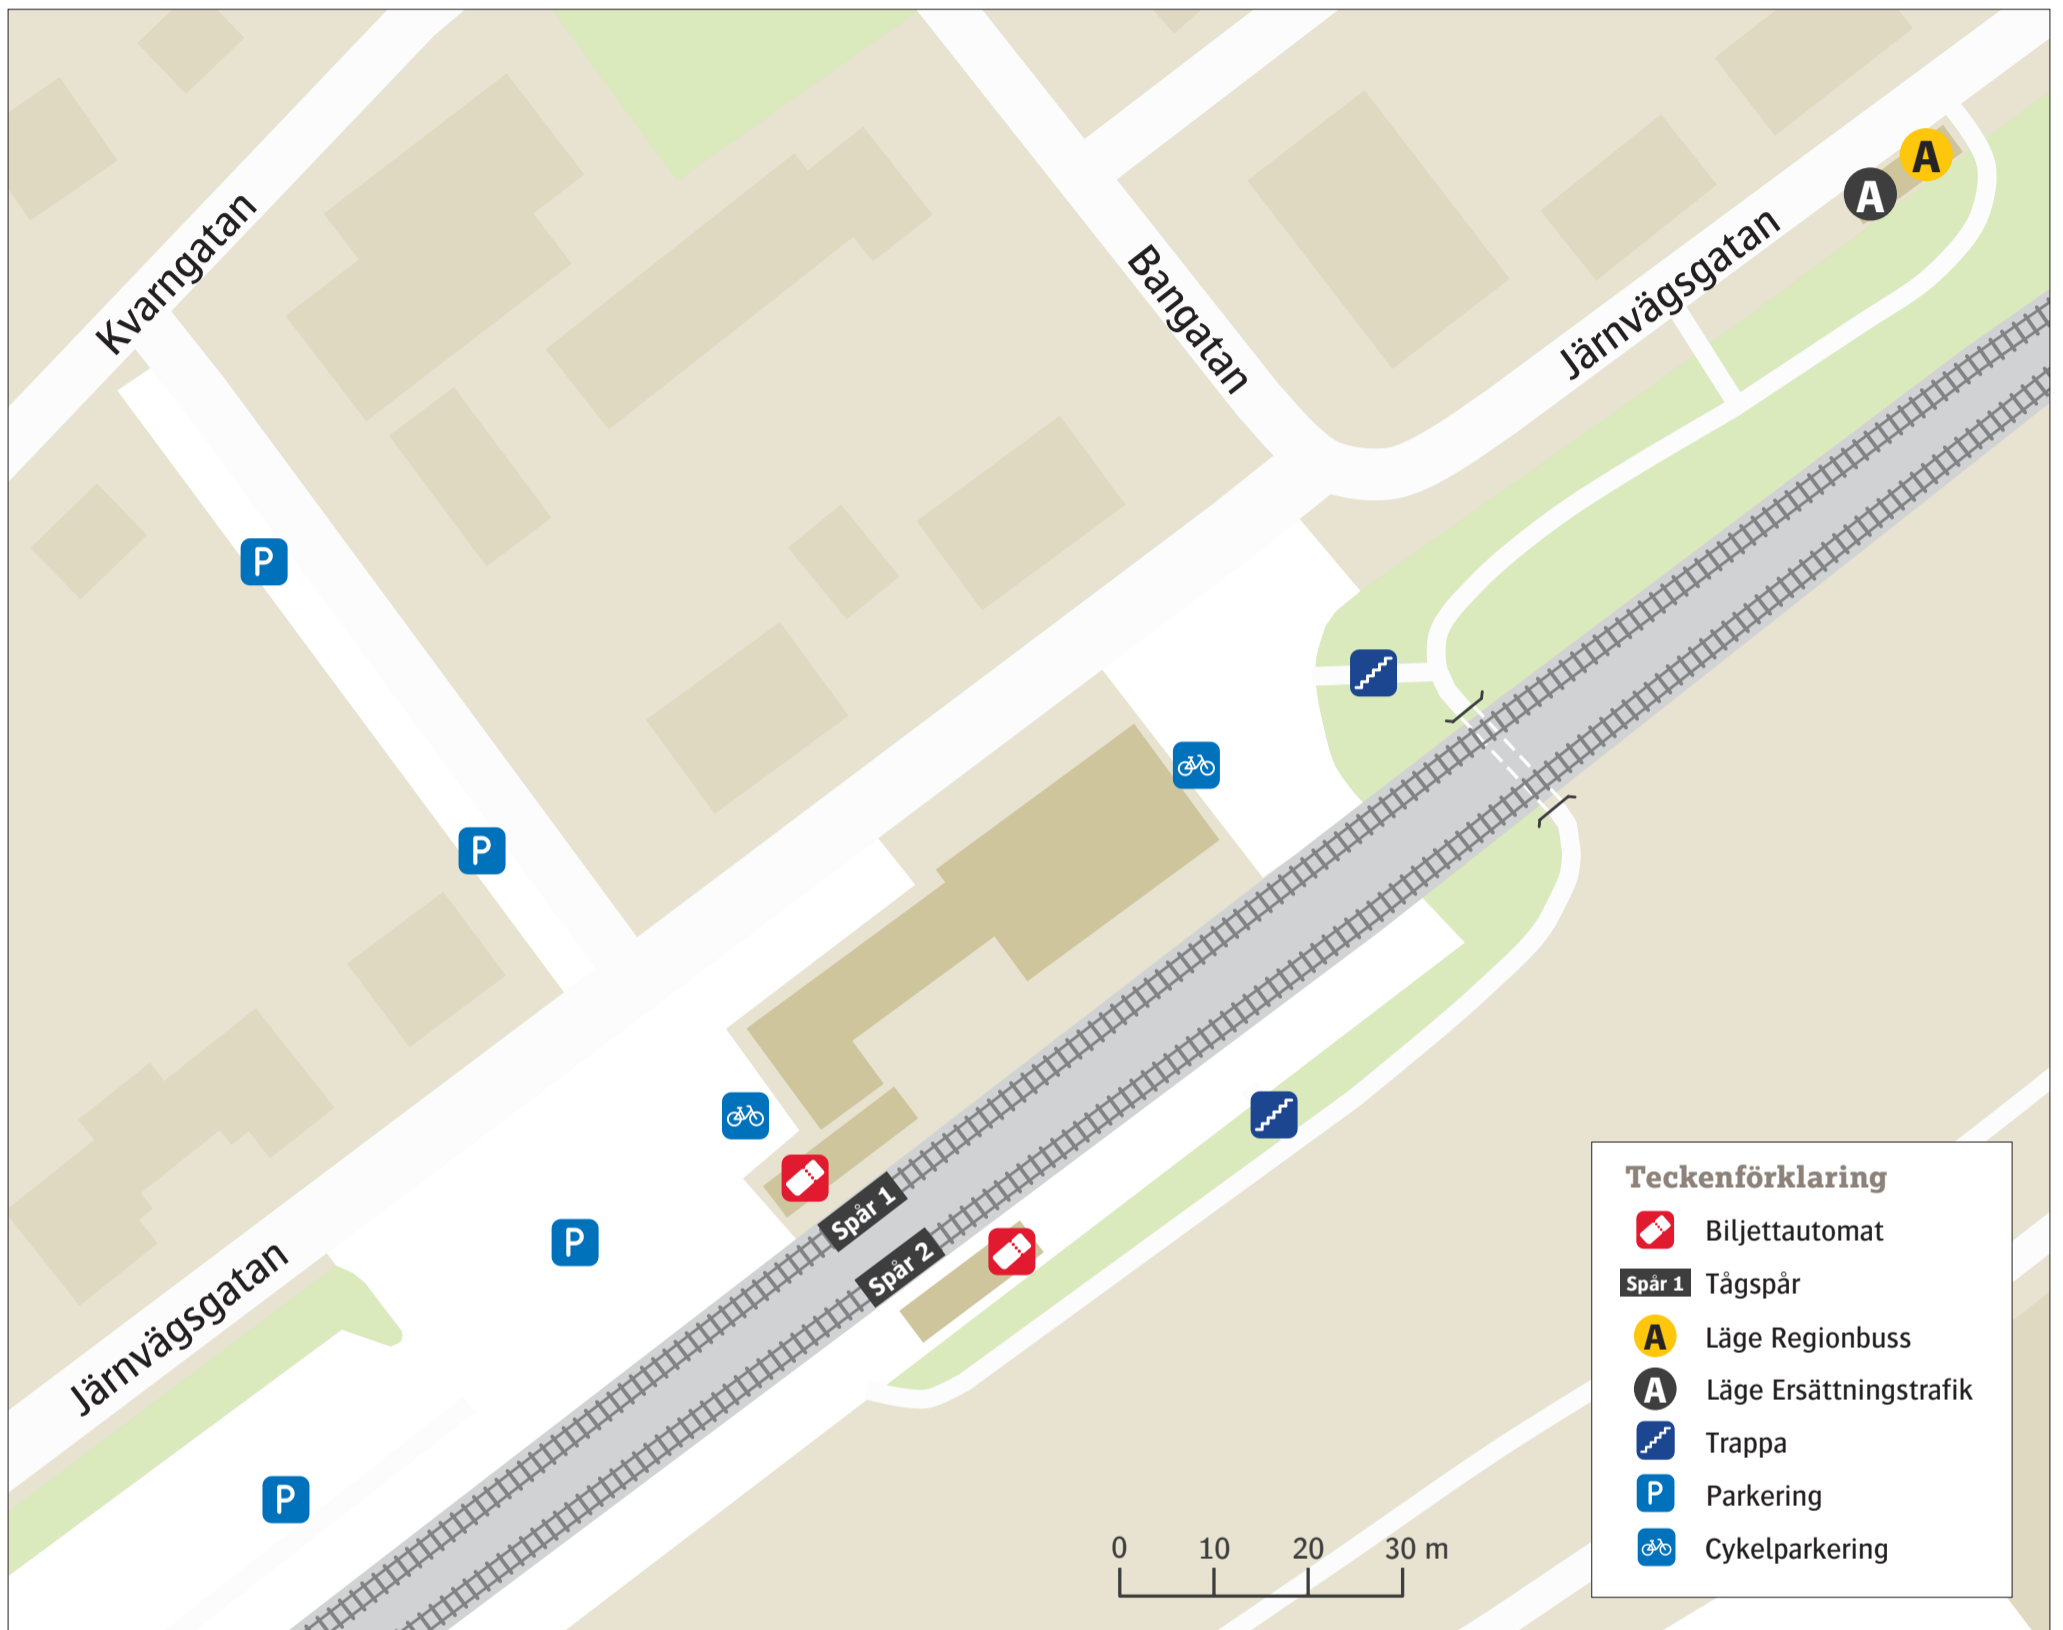 Kvarngatan
Bangatan
Järnvägsgatan
A
A
P
P
P
P
Spår 1
Spår 2
Järnvägsgatan
0 10 20 30 m
Teckenförklaring
Biljettautomat
Spår 1 Tågspår
A Läge Regionbuss
A Läge Ersättningstrafik
Trappa
P Parkering
Cykelparkering